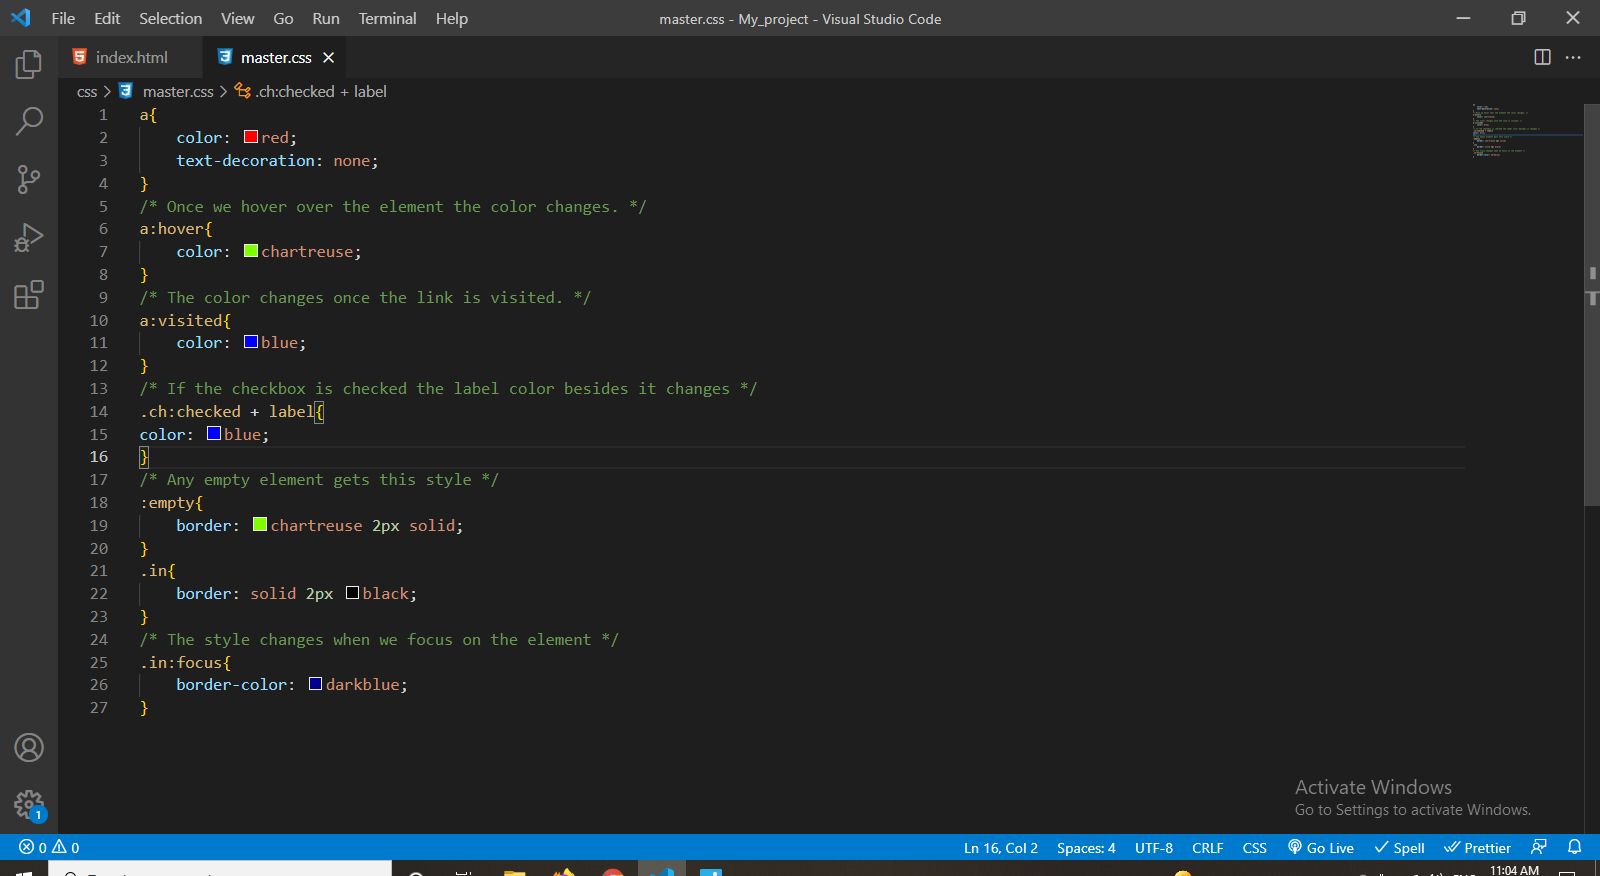 File Edit Selection View Go Run Terminal Help master.css - My_project - Visual Studio Code
index.html master.css
css > master.css > .ch:checked + label
1 a{
2 color: red;
3 text-decoration: none;
4 }
5 /* Once we hover over the element the color changes. */
6 a:hover{
7 color: chartreuse;
8 }
9 /* The color changes once the link is visited. */
10 a:visited{
11 color: blue;
12 }
13 /* If the checkbox is checked the label color besides it changes */
14 .ch:checked + label{
15 color: blue;
16 }
17 /* Any empty element gets this style */
18 :empty{
19 border: chartreuse 2px solid;
20 }
21 .in{
22 border: solid 2px black;
23 }
24 /* The style changes when we focus on the element */
25 .in:focus{
26 border-color: darkblue;
27 }
Activate Windows
Go to Settings to activate Windows.
1
0 0 Ln 16, Col 2 Spaces: 4 UTF-8 CRLF CSS Go Live Spell Prettier
11:04 AM